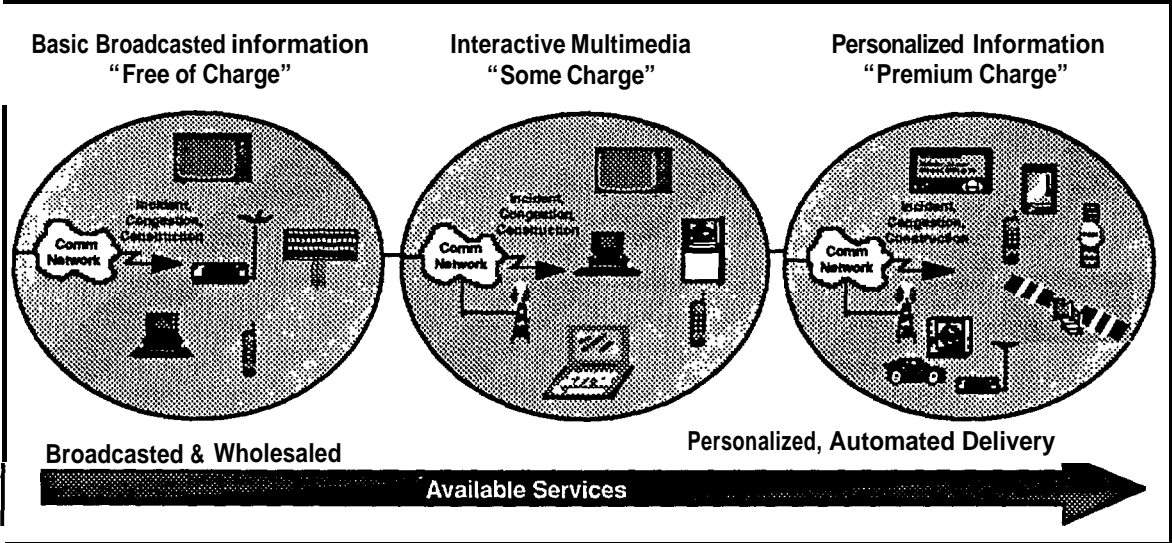 Basic Broadcasted information
“Free of Charge”
Interactive Multimedia
“Some Charge”
Personalized Information
“Premium Charge”
Incident,
Congestion,
Construction
Comm
Network
Incident,
Congestion,
Construction
Comm
Network
Incident,
Congestion,
Construction
Comm
Network
Broadcasted & Wholesaled
Personalized, Automated Delivery
Available Services